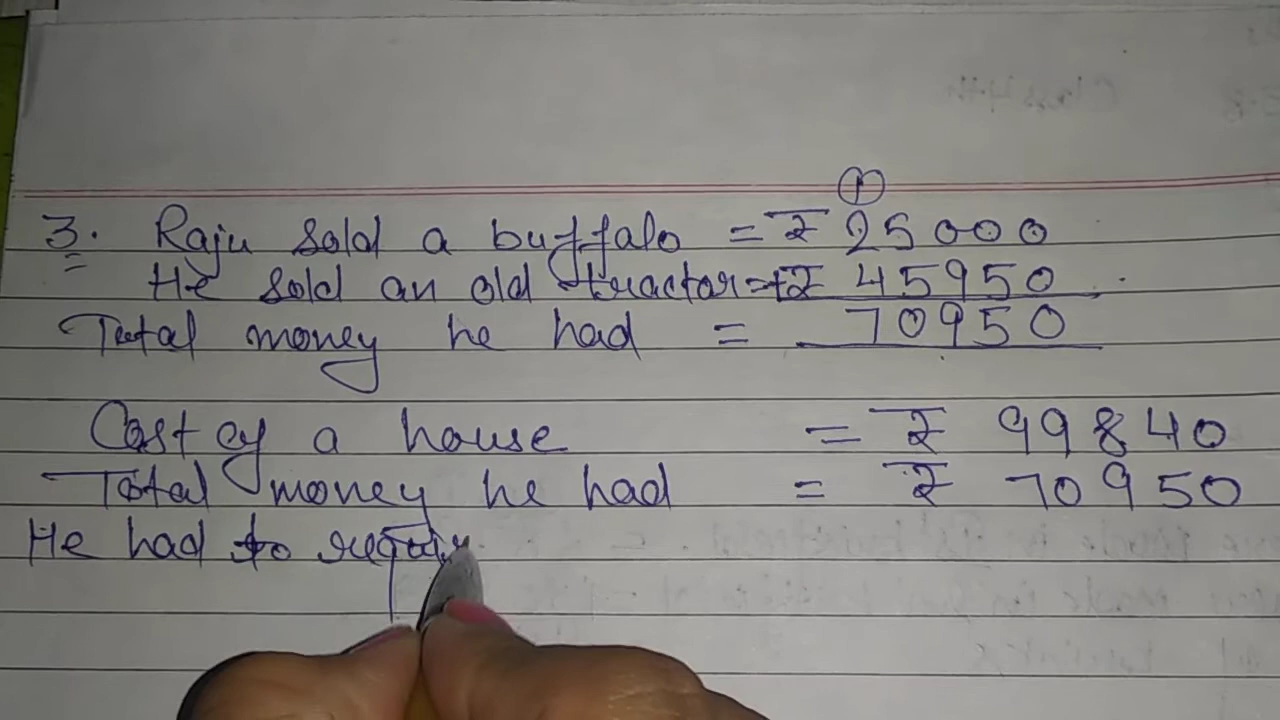 1
3. Raju sold a buffalo = ₹ 25000
He sold an old tractor = +₹ 45950
Total money he had = 70950
Cost of a house = ₹ 99840
Total money he had = ₹ 70950
He had to